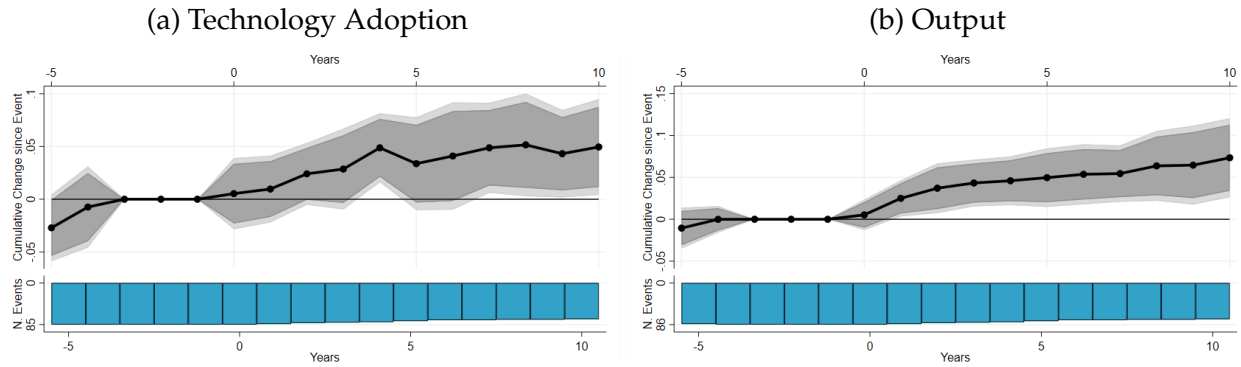 (a) Technology Adoption
Years
-5 0 5 10
Cumulative Change since Event
.1
.05
0
-.05
N. Events
0
85
-5 0 5 10
Years
(b) Output
Years
-5 0 5 10
Cumulative Change since Event
.15
.1
.05
0
-.05
N. Events
0
86
-5 0 5 10
Years